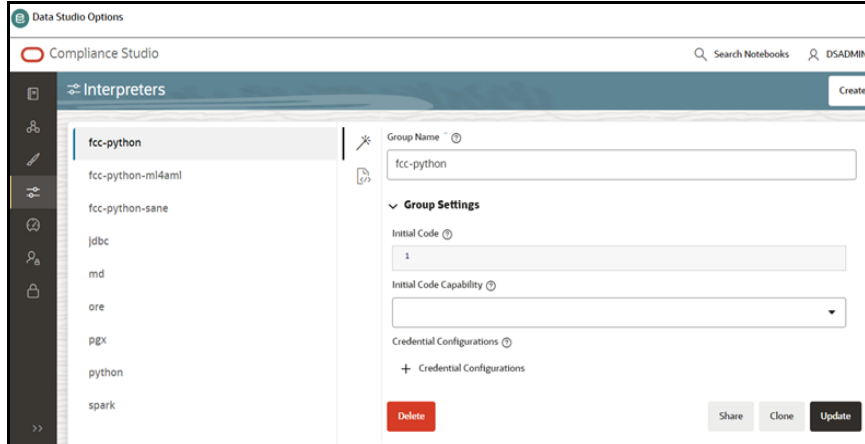 Data Studio Options
Compliance Studio
Search Notebooks
DSADMIN
Interpreters
Create
fcc-python
fcc-python-ml4aml
fcc-python-sane
jdbc
md
ore
pgx
python
spark
Group Name
fcc-python
Group Settings
Initial Code
1
Initial Code Capability
Credential Configurations
+ Credential Configurations
Delete
Share
Clone
Update
>>